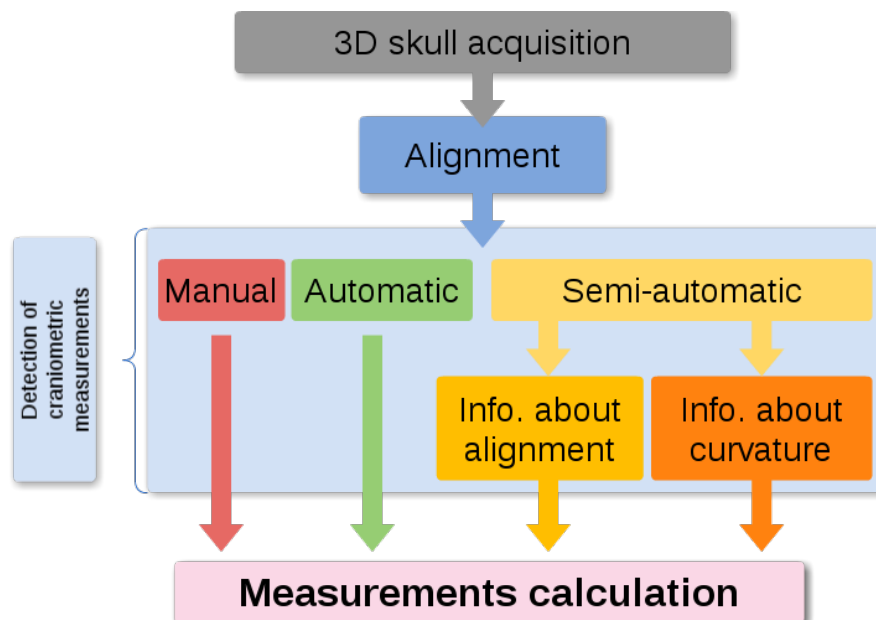 3D skull acquisition
Alignment
Detection of
craniometric
measurements
Manual
Automatic
Semi-automatic
Info. about
alignment
Info. about
curvature
Measurements calculation